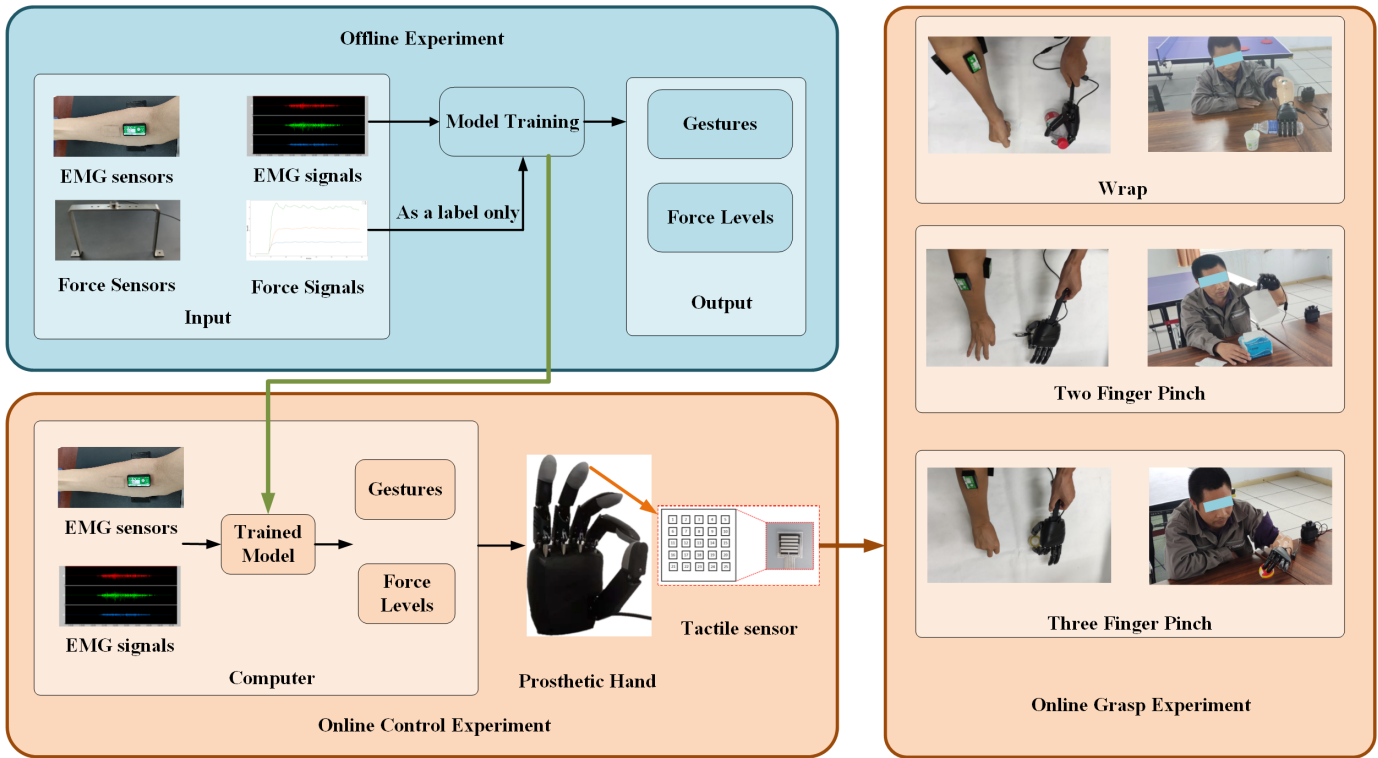 Offline Experiment
EMG sensors
EMG signals
Force Sensors
Force Signals
Input
As a label only
Model Training
Gestures
Force Levels
Output
EMG sensors
EMG signals
Trained
Model
Gestures
Force
Levels
Computer
Prosthetic Hand
Tactile sensor
Online Control Experiment
Wrap
Two Finger Pinch
Three Finger Pinch
Online Grasp Experiment